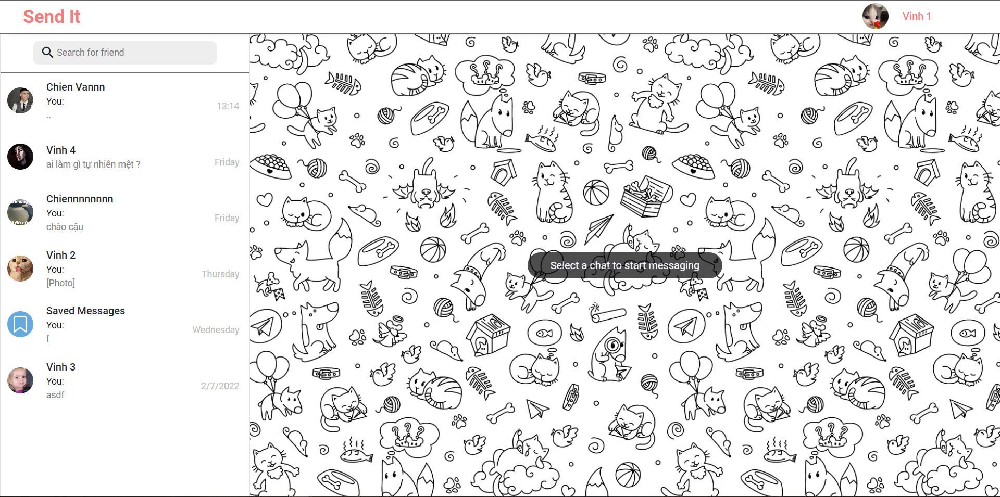 Send It
Vinh 1
Search for friend
Chien Vannn
You:
..
13:14
Vinh 4
ai làm gì tự nhiên mệt ?
Friday
Chiennnnnnnn
You:
chào cậu
Friday
Vinh 2
You:
[Photo]
Thursday
Saved Messages
You:
f
Wednesday
Vinh 3
You:
asdf
2/7/2022
Select a chat to start messaging